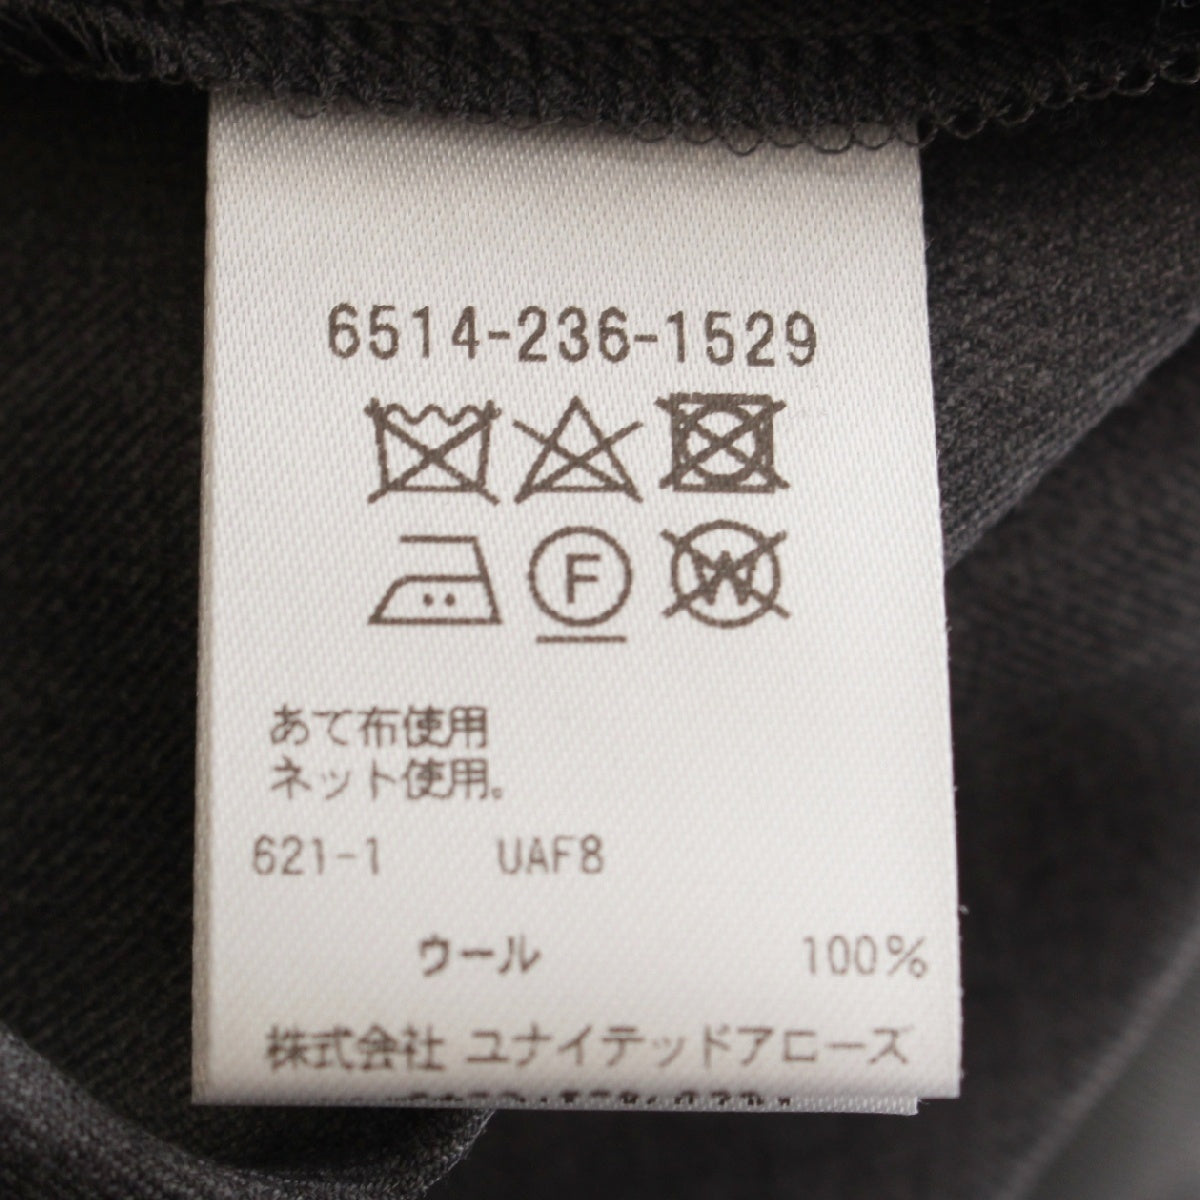 6514-236-1529
F W
あて布使用
ネット使用。
621-1 UAF8
ウール 100%
株式会社 ユナイテッドアローズ